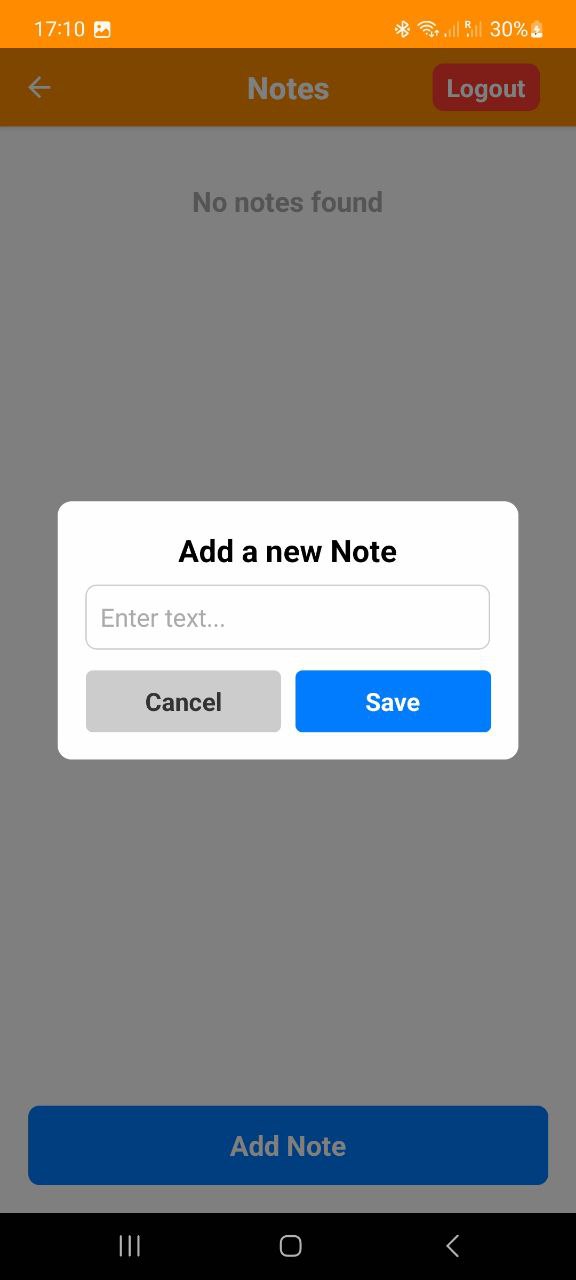 17:10 R 30%
Notes Logout
No notes found
Add a new Note
Enter text...
Cancel Save
Add Note